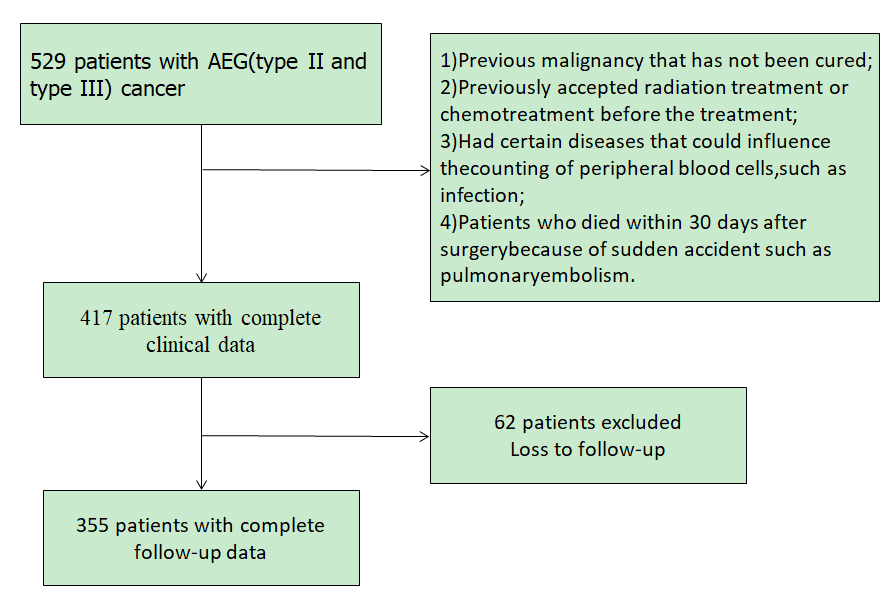 529 patients with AEG(type II and
type III) cancer
1)Previous malignancy that has not been cured;
2)Previously accepted radiation treatment or
chemotreatment before the treatment;
3)Had certain diseases that could influence
thecounting of peripheral blood cells,such as
infection;
4)Patients who died within 30 days after
surgerybecause of sudden accident such as
pulmonaryembolism.
417 patients with complete
clinical data
62 patients excluded
Loss to follow-up
355 patients with complete
follow-up data